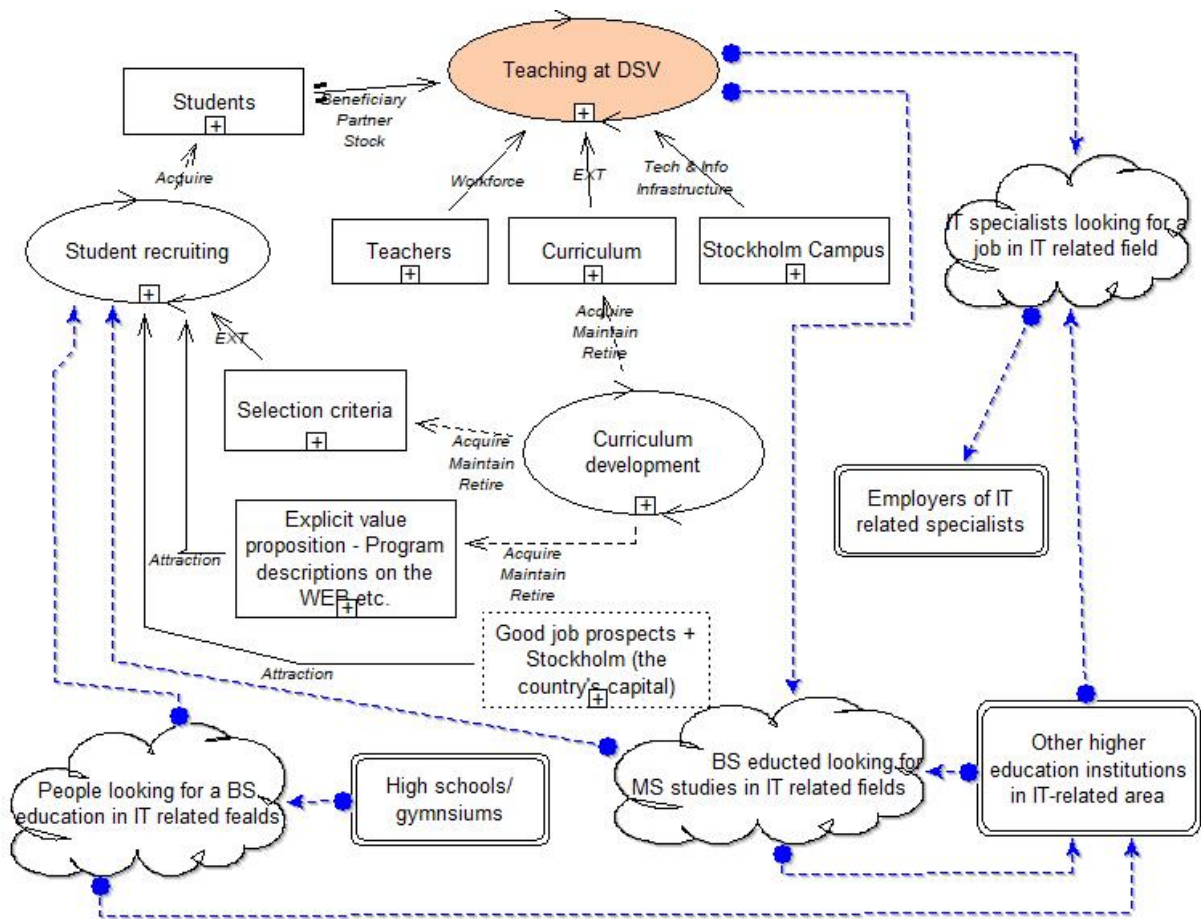 Teaching at DSV
Students
Beneficiary
Partner
Stock
Acquire
Workforce
EXT
Tech & Info
Infrastructure
IT specialists looking for a
job in IT related field
Student recruiting
Teachers
Curriculum
Stockholm Campus
Acquire
Maintain
Retire
EXT
Selection criteria
Acquire
Maintain
Retire
Curriculum
development
Employers of IT
related specialists
Explicit value
proposition - Program
descriptions on the
WEB etc.
Attraction
Acquire
Maintain
Retire
Good job prospects +
Stockholm (the
country's capital)
Attraction
People looking for a BS
education in IT related fealds
High schools/
gymnsiums
BS educted looking for
MS studies in IT related fields
Other higher
education institutions
in IT-related area